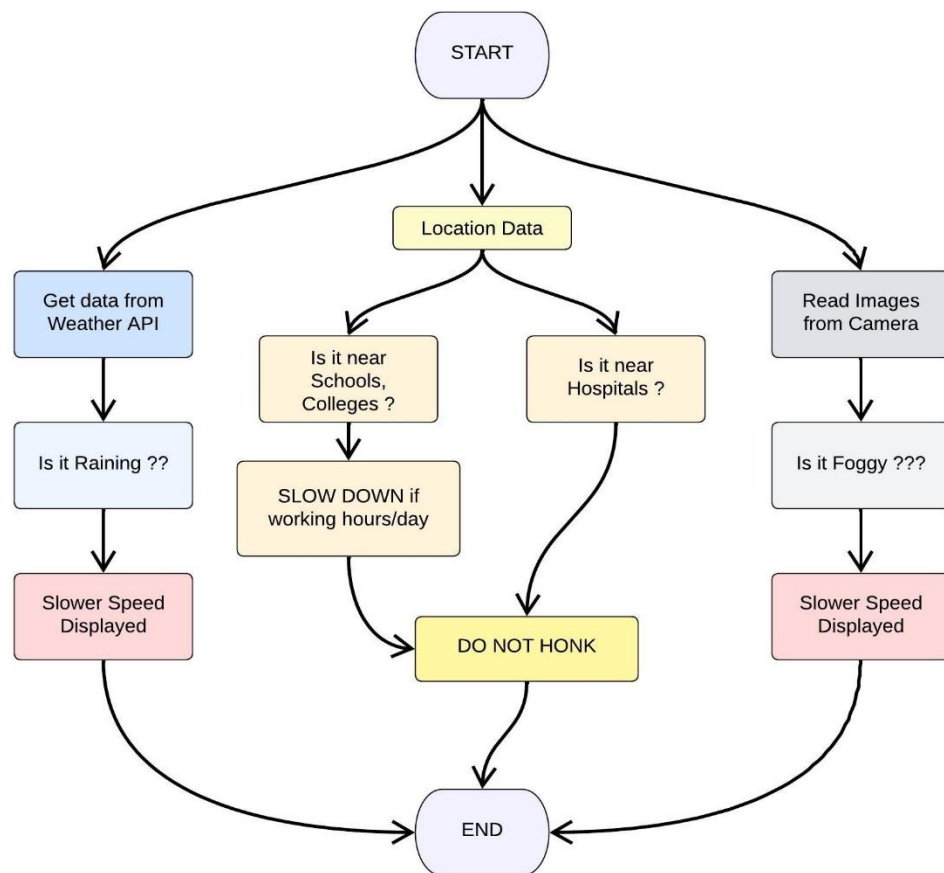 START
Location Data
Get data from
Weather API
Read Images
from Camera
Is it near
Schools,
Colleges ?
Is it near
Hospitals ?
Is it Raining ??
SLOW DOWN if
working hours/day
Is it Foggy ???
Slower Speed
Displayed
DO NOT HONK
Slower Speed
Displayed
END